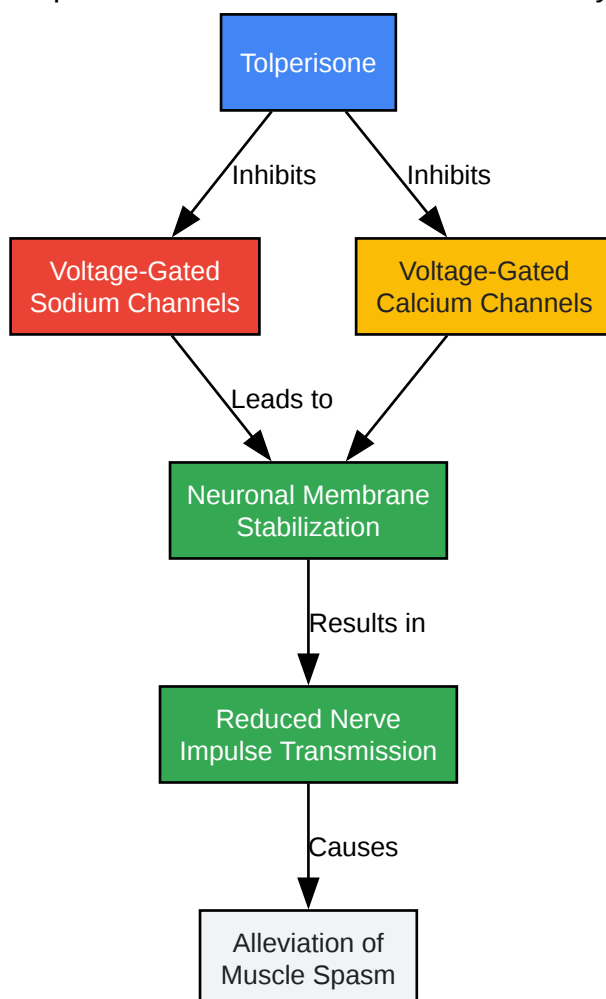 Tolperisone
Inhibits
Inhibits
Voltage-Gated
Sodium Channels
Voltage-Gated
Calcium Channels
Leads to
Neuronal Membrane
Stabilization
Results in
Reduced Nerve
Impulse Transmission
Causes
Alleviation of
Muscle Spasm